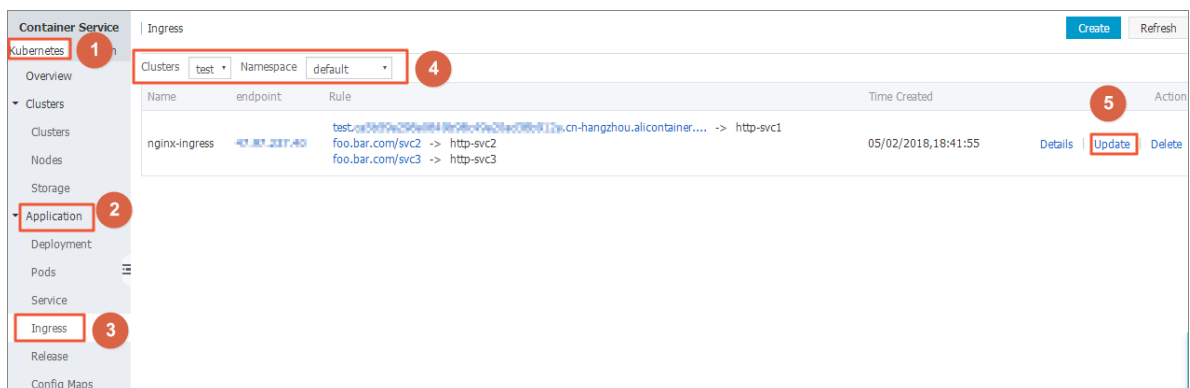 Container Service
Kubernetes
1
Overview
Clusters
Clusters
Nodes
Storage
Application
2
Deployment
Pods
Service
Ingress
3
Release
Config Maps
Ingress
Create
Refresh
Clusters test Namespace default
4
Name endpoint Rule Time Created Action
5
nginx-ingress
test. .cn-hangzhou.alicontainer.... -> http-svc1
foo.bar.com/svc2 -> http-svc2
foo.bar.com/svc3 -> http-svc3
05/02/2018,18:41:55
Details Update Delete